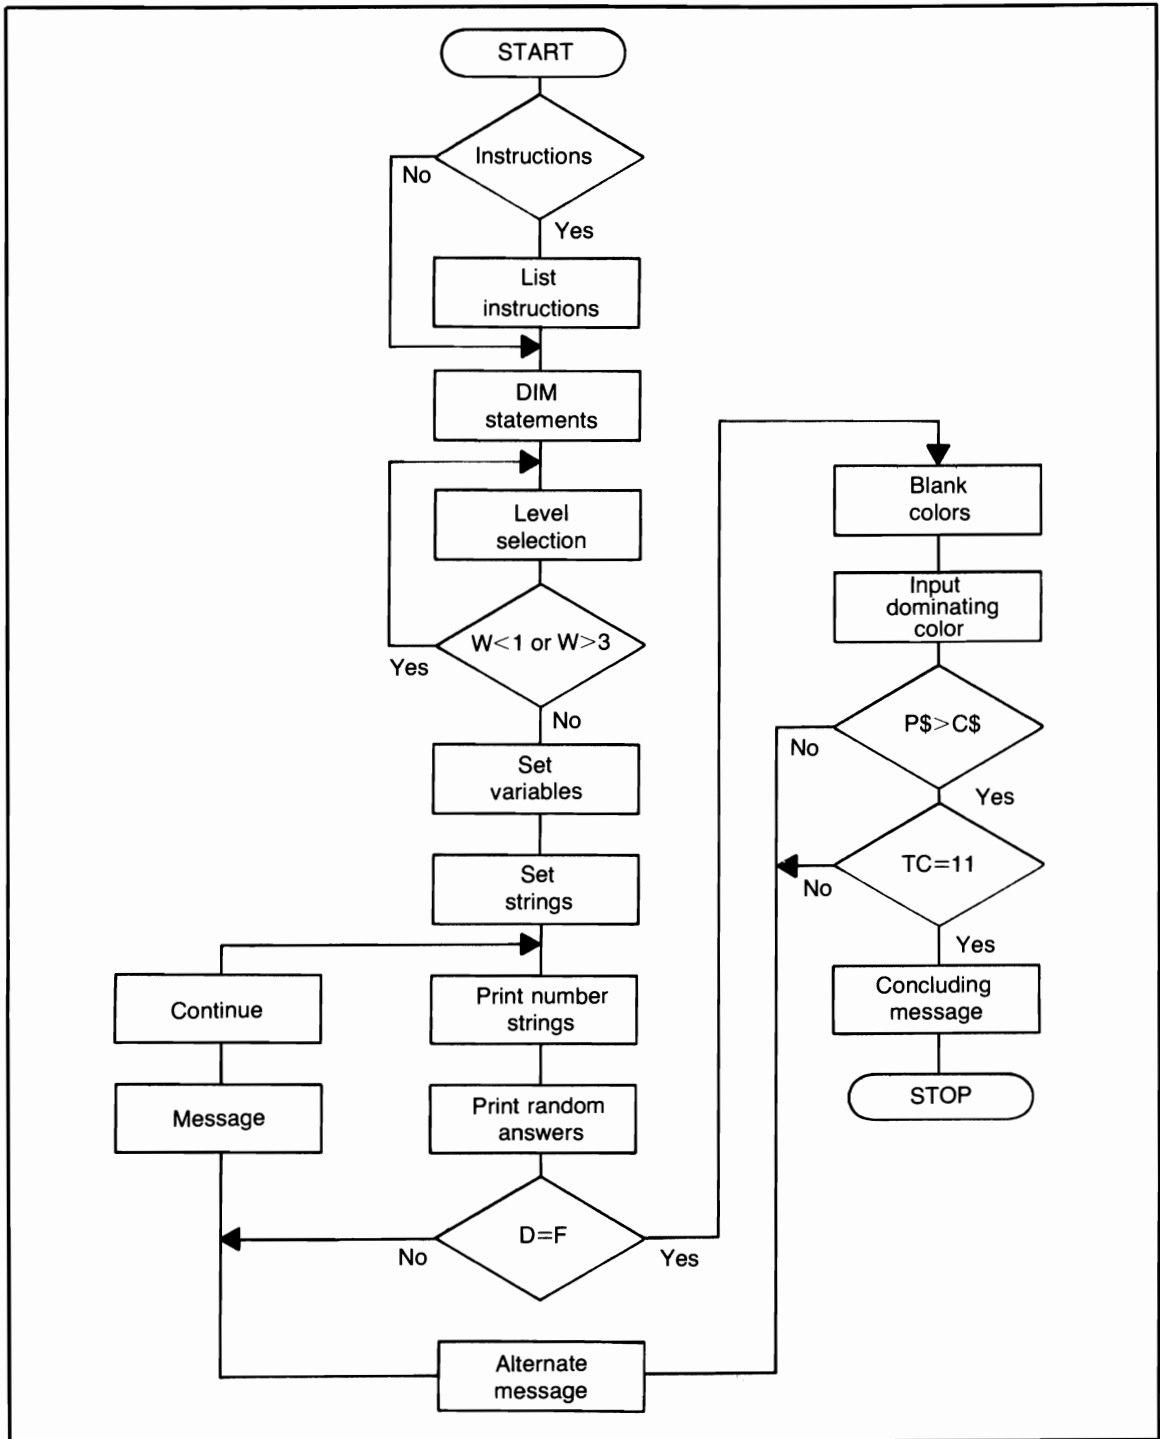 START
Instructions
No
Yes
List
instructions
DIM
statements
Level
selection
W<1 or W>3
Yes
No
Set
variables
Set
strings
Print number
strings
Print random
answers
D=F
No
Yes
Continue
Message
Alternate
message
Blank
colors
Input
dominating
color
P$>C$
No
Yes
TC=11
No
Yes
Concluding
message
STOP